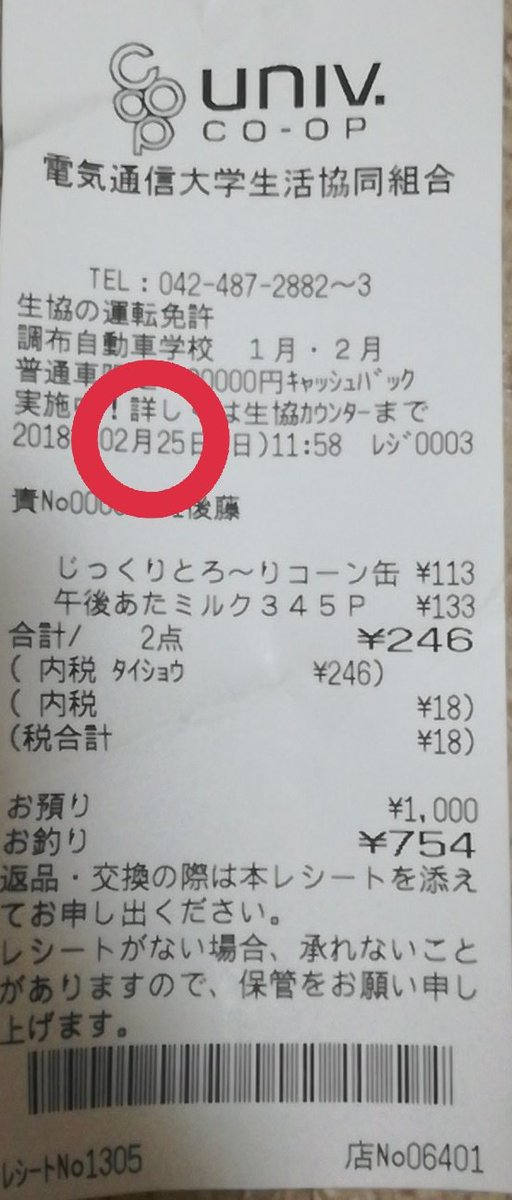 coop univ.
CO-OP
電気通信大学生活協同組合
TEL:042-487-2882～3
生協の運転免許
調布自動車学校 1月・2月
普通車 00000円ｷｬｯｼｭﾊﾞｯｸ
実施 !詳し は生協ｶｳﾝﾀｰまで
2018 02月25日 日)11:58 ﾚｼﾞ0003
責No000 後藤
じっくりとろ～りコーン缶 ¥113
午後あたミルク345P ¥133
合計/ 2点 ¥246
( 内税 ﾀｲｼｮｳ ¥246)
( 内税 ¥18)
(税合計 ¥18)
お預り ¥1,000
お釣り ¥754
返品・交換の際は本レシートを添え
てお申し出ください。
レシートがない場合、承れないこと
がありますので、保管をお願い申し
上げます。
ﾚｼｰﾄNo1305 店No06401